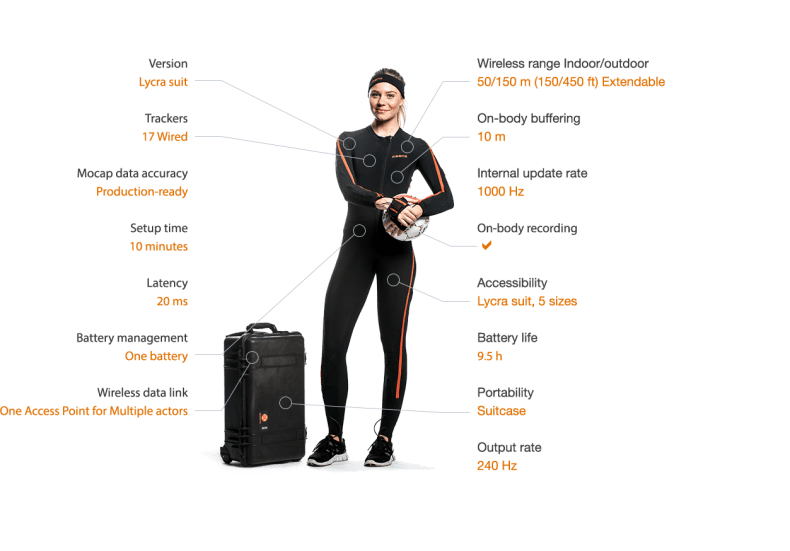 Version
Lycra suit
Trackers
17 Wired
Mocap data accuracy
Production-ready
Setup time
10 minutes
Latency
20 ms
Battery management
One battery
Wireless data link
One Access Point for Multiple actors
Wireless range Indoor/outdoor
50/150 m (150/450 ft) Extendable
On-body buffering
10 m
Internal update rate
1000 Hz
On-body recording
Accessibility
Lycra suit, 5 sizes
Battery life
9.5 h
Portability
Suitcase
Output rate
240 Hz